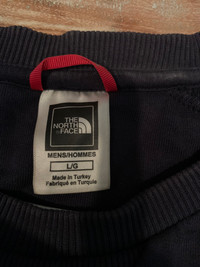 THE
NORTH
FACE
MENS/HOMMES
L/G
Made in Turkey
Fabriqué en Turquie